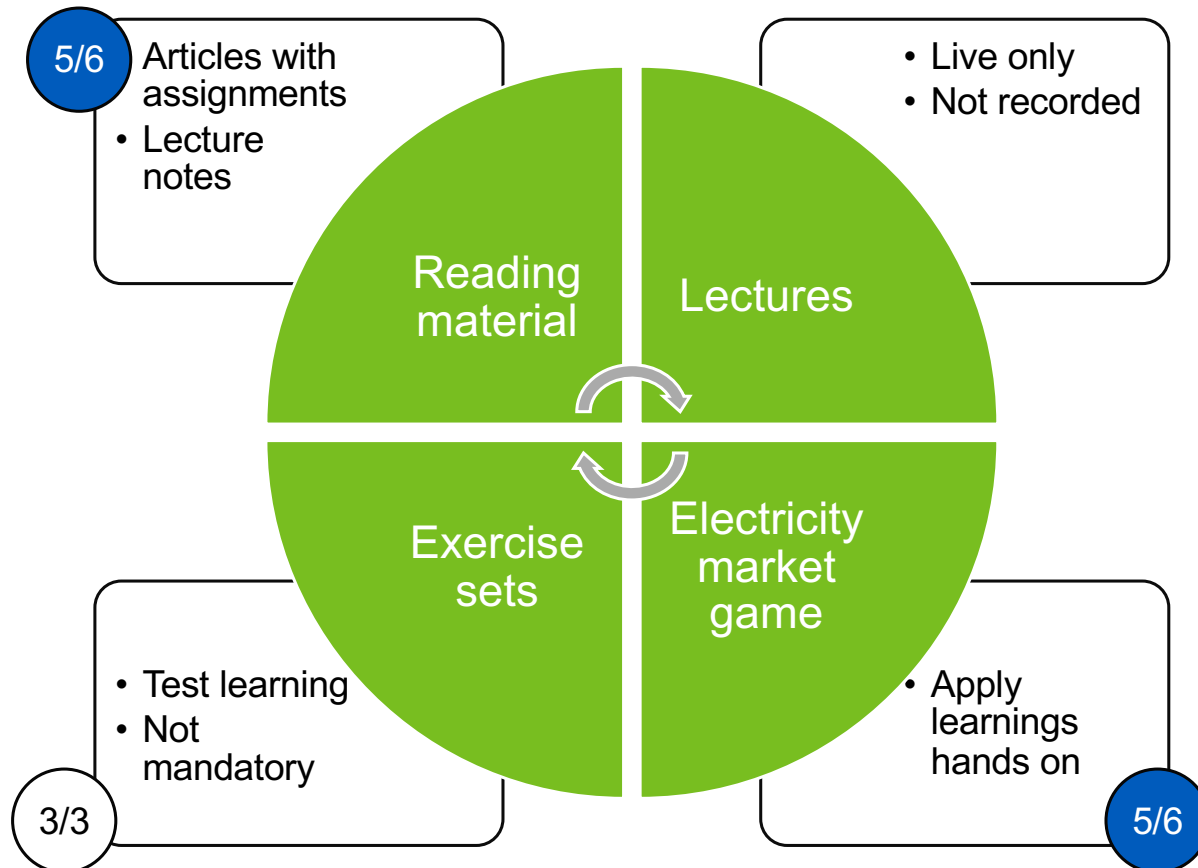 5/6
Articles with
assignments
• Lecture
notes
• Live only
• Not recorded
Reading
material
Lectures
Exercise
sets
Electricity
market
game
• Test learning
• Not
mandatory
3/3
• Apply
learnings
hands on
5/6